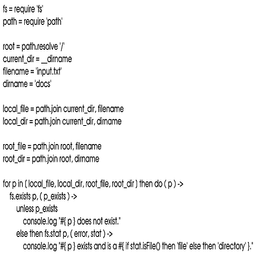 fs = require 'fs'
path = require 'path'
root = path.resolve '/'
current_dir = __dirname
filename = 'input.txt'
dirname = 'docs'
local_file = path.join current_dir, filename
local_dir = path.join current_dir, dirname
root_file = path.join root, filename
root_dir = path.join root, dirname
for p in [ local_file, local_dir, root_file, root_dir ] then do ( p ) ->
fs.exists p, ( p_exists ) ->
unless p_exists
console.log "#{ p } does not exist."
else then fs.stat p, ( error, stat ) ->
console.log "#{ p } exists and is a #{ if stat.isFile() then 'file' else then 'directory' }."